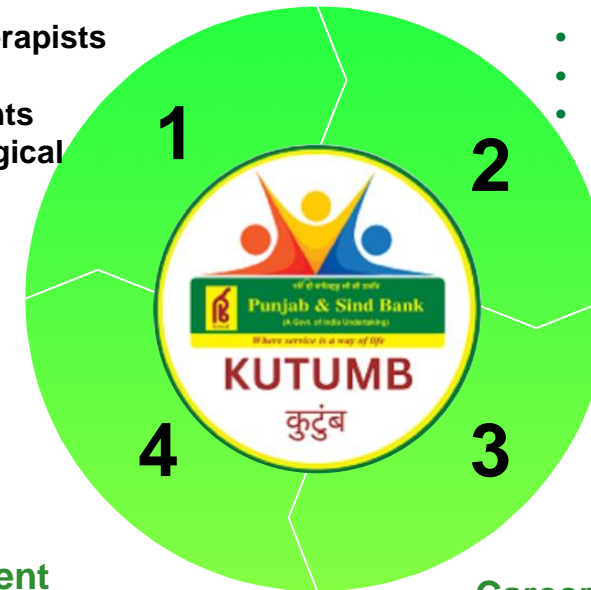 rapists
nts
gical
1
2
Punjab & Sind Bank
(A Govt. of India Undertaking)
Where service is a way of life
KUTUMB
कुटुंब
4
3
ent
Career